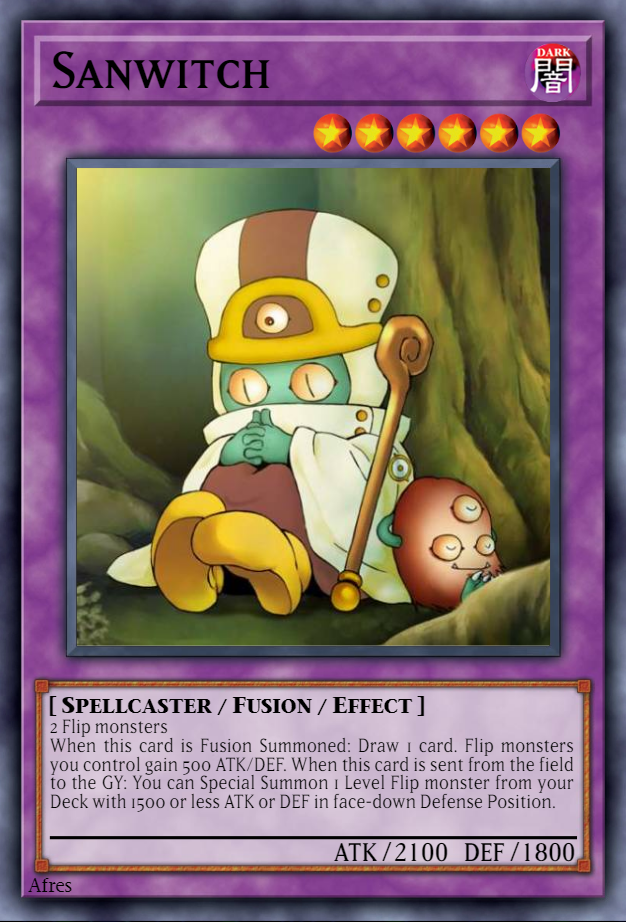 Sanwitch
DARK
闇
[ Spellcaster / Fusion / Effect ]
2 Flip monsters
When this card is Fusion Summoned: Draw 1 card. Flip monsters
you control gain 500 ATK/DEF. When this card is sent from the field
to the GY: You can Special Summon 1 Level Flip monster from your
Deck with 1500 or less ATK or DEF in face-down Defense Position.
ATK/2100 DEF/1800
Afres